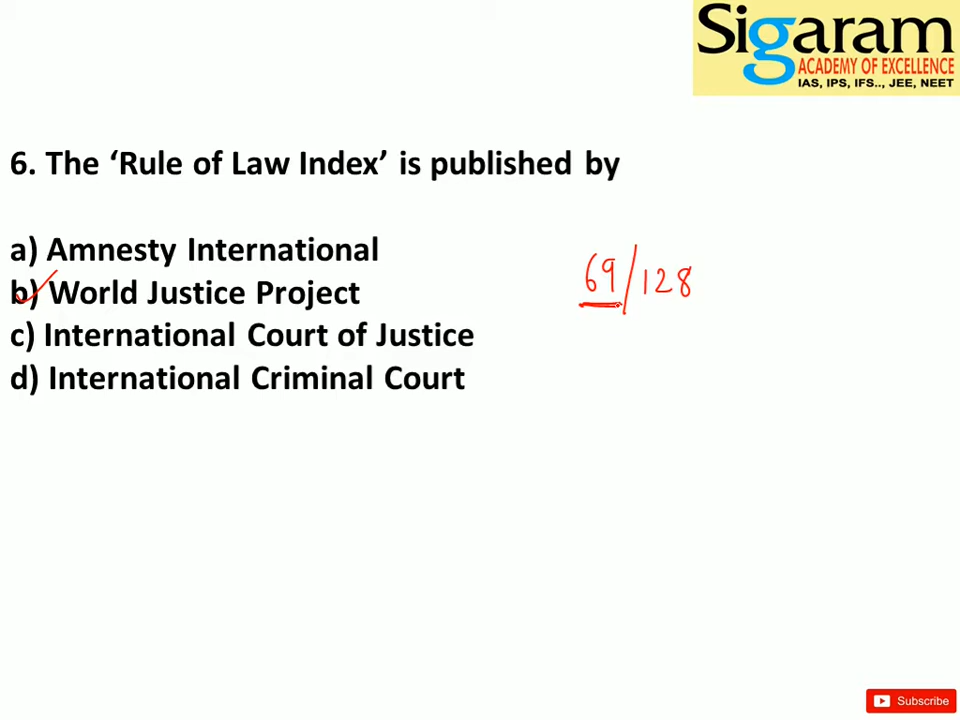 Sigaram
ACADEMY OF EXCELLENCE
IAS, IPS, IFS.., JEE, NEET
6. The ‘Rule of Law Index’ is published by
a) Amnesty International
b) World Justice Project
69/128
c) International Court of Justice
d) International Criminal Court
Subscribe